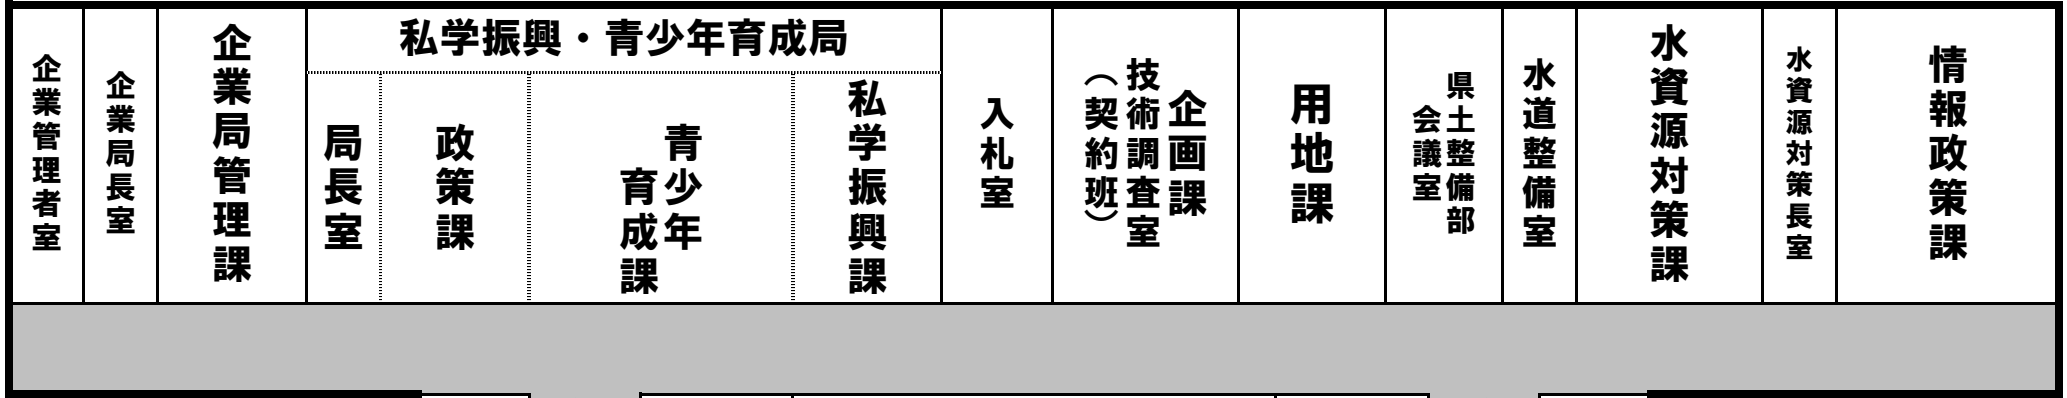 企業管理者室
企業局長室
企業局管理課
私学振興・青少年育成局
局長室
政策課
青少年
育成課
私学振興課
入札室
企画課
技術調査室
（契約班）
用地課
県土整備部
会議室
水道整備室
水資源対策課
水資源対策長室
情報政策課